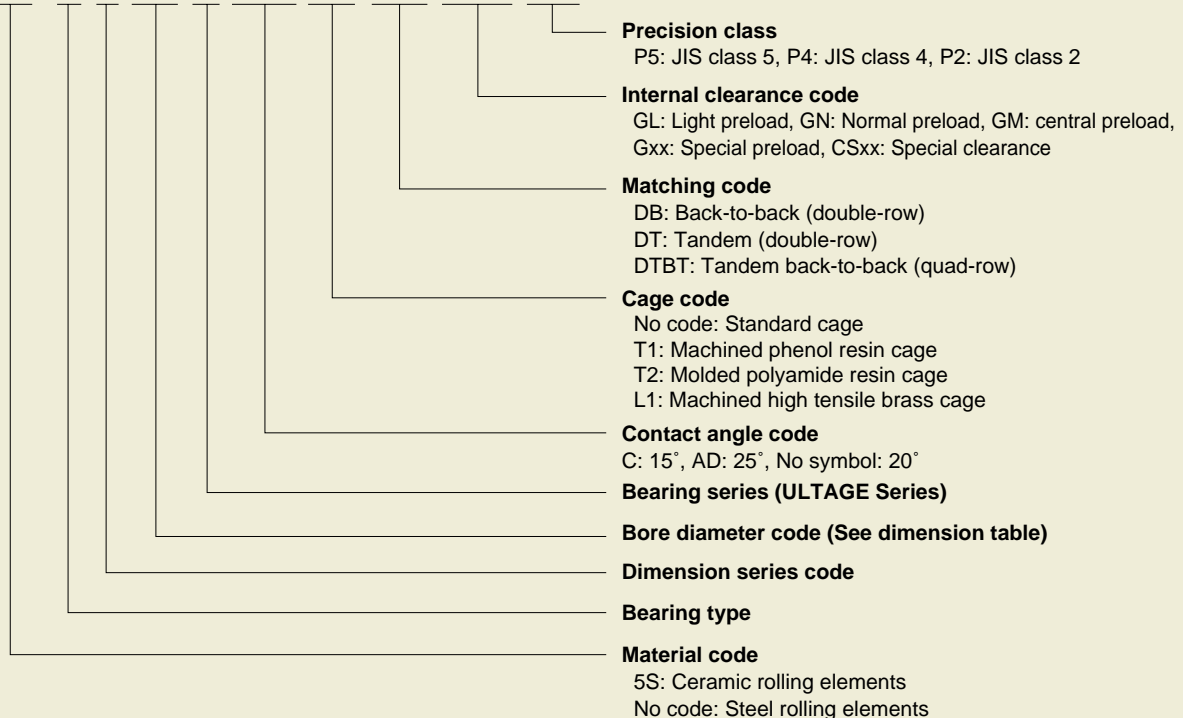 Precision class
P5: JIS class 5, P4: JIS class 4, P2: JIS class 2
Internal clearance code
GL: Light preload, GN: Normal preload, GM: central preload,
Gxx: Special preload, CSxx: Special clearance
Matching code
DB: Back-to-back (double-row)
DT: Tandem (double-row)
DTBT: Tandem back-to-back (quad-row)
Cage code
No code: Standard cage
T1: Machined phenol resin cage
T2: Molded polyamide resin cage
L1: Machined high tensile brass cage
Contact angle code
C: 15˚, AD: 25˚, No symbol: 20˚
Bearing series (ULTAGE Series)
Bore diameter code (See dimension table)
Dimension series code
Bearing type
Material code
5S: Ceramic rolling elements
No code: Steel rolling elements